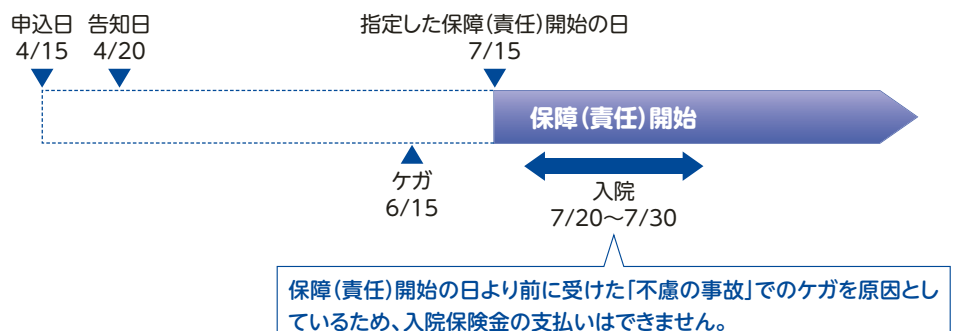 申込日 告知日 指定した保障(責任)開始の日
4/15 4/20 7/15
保障(責任)開始
ケガ
6/15
入院
7/20〜7/30
保障(責任)開始の日より前に受けた「不慮の事故」でのケガを原因とし
ているため、入院保険金の支払いはできません。